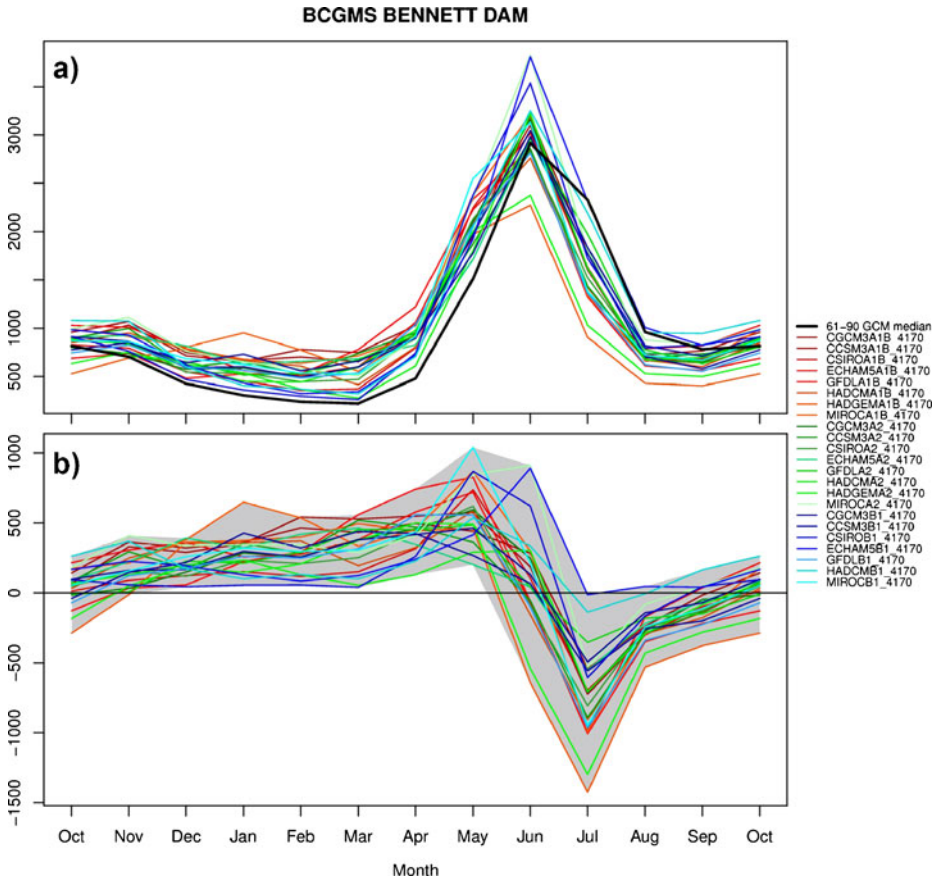 BCGMS BENNETT DAM
a)
3000
2000
1000
500
b)
1000
500
0
−500
−1000
−1500
Oct Nov Dec Jan Feb Mar Apr May Jun Jul Aug Sep Oct
Month
61−90 GCM median
CGCM3A1B_4170
CCSM3A1B_4170
CSIROA1B_4170
ECHAM5A1B_4170
GFDLA1B_4170
HADCMA1B_4170
HADGEMA1B_4170
MIROCA1B_4170
CGCM3A2_4170
CCSM3A2_4170
CSIROA2_4170
ECHAM5A2_4170
GFDLA2_4170
HADCMA2_4170
HADGEMA2_4170
MIROCA2_4170
CGCM3B1_4170
CCSM3B1_4170
CSIROB1_4170
ECHAM5B1_4170
GFDLB1_4170
HADCMB1_4170
MIROCB1_4170